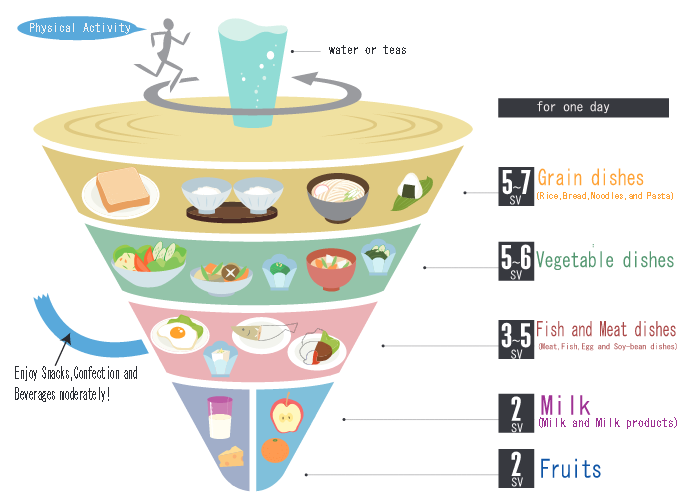 Physical Activity
water or teas
for one day
5~7
SV
Grain dishes
(Rice,Bread,Noodles,and Pasta)
5~6
SV
Vegetable dishes
3~5
SV
Fish and Meat dishes
(Meat,Fish,Egg and Soy-bean dishes)
Enjoy Snacks,Confection and
Beverages moderately!
2
SV
Milk
(Milk and Milk products)
2
SV
Fruits